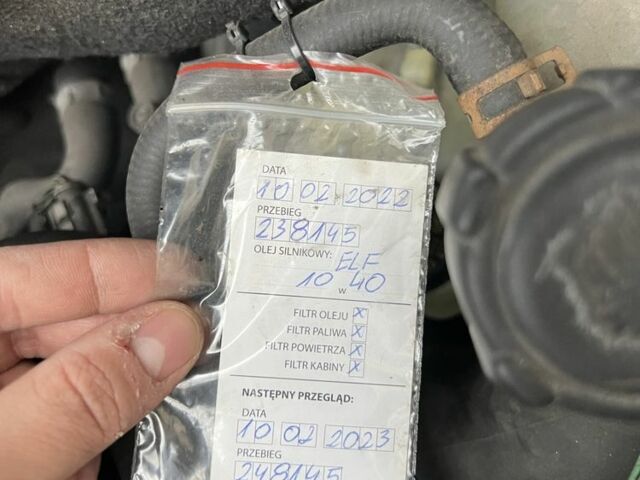 DATA
10 02 2022
PRZEBIEG
238145
OLEJ SILNIKOWY: ELF
10 W 40
FILTR OLEJU X
FILTR PALIWA X
FILTR POWIETRZA X
FILTR KABINY X
NASTĘPNY PRZEGLĄD:
DATA
10 02 2023
PRZEBIEG
248145